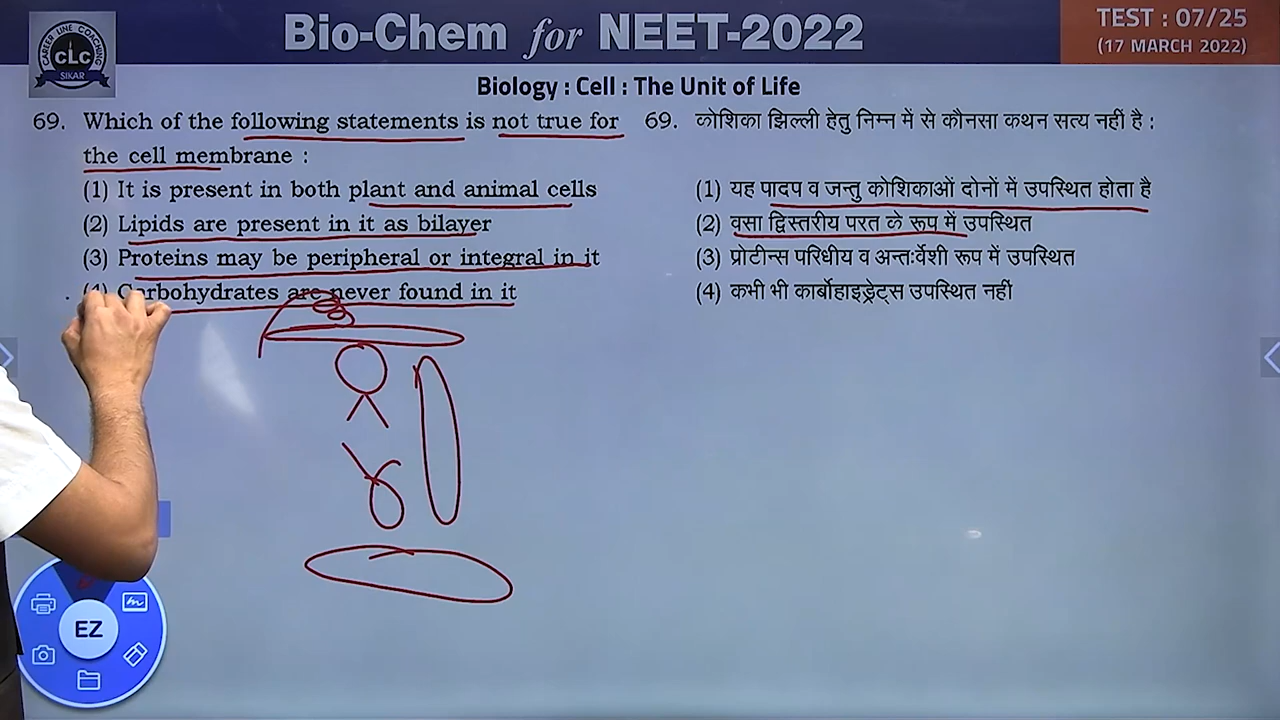 Bio-Chem for NEET-2022
TEST : 07/25
(17 MARCH 2022)
CAREER LINE COACHING
CLC
SIKAR
Biology : Cell : The Unit of Life
69. Which of the following statements is not true for
the cell membrane :
(1) It is present in both plant and animal cells
(2) Lipids are present in it as bilayer
(3) Proteins may be peripheral or integral in it
(4) Carbohydrates are never found in it
69. कोशिका झिल्ली हेतु निम्न में से कौनसा कथन सत्य नहीं है :
(1) यह पादप व जन्तु कोशिकाओं दोनों में उपस्थित होता है
(2) वसा द्विस्तरीय परत के रूप में उपस्थित
(3) प्रोटीन्स परिधीय व अन्तःर्वेशी रूप में उपस्थित
(4) कभी भी कार्बोहाइड्रेट्स उपस्थित नहीं
EZ